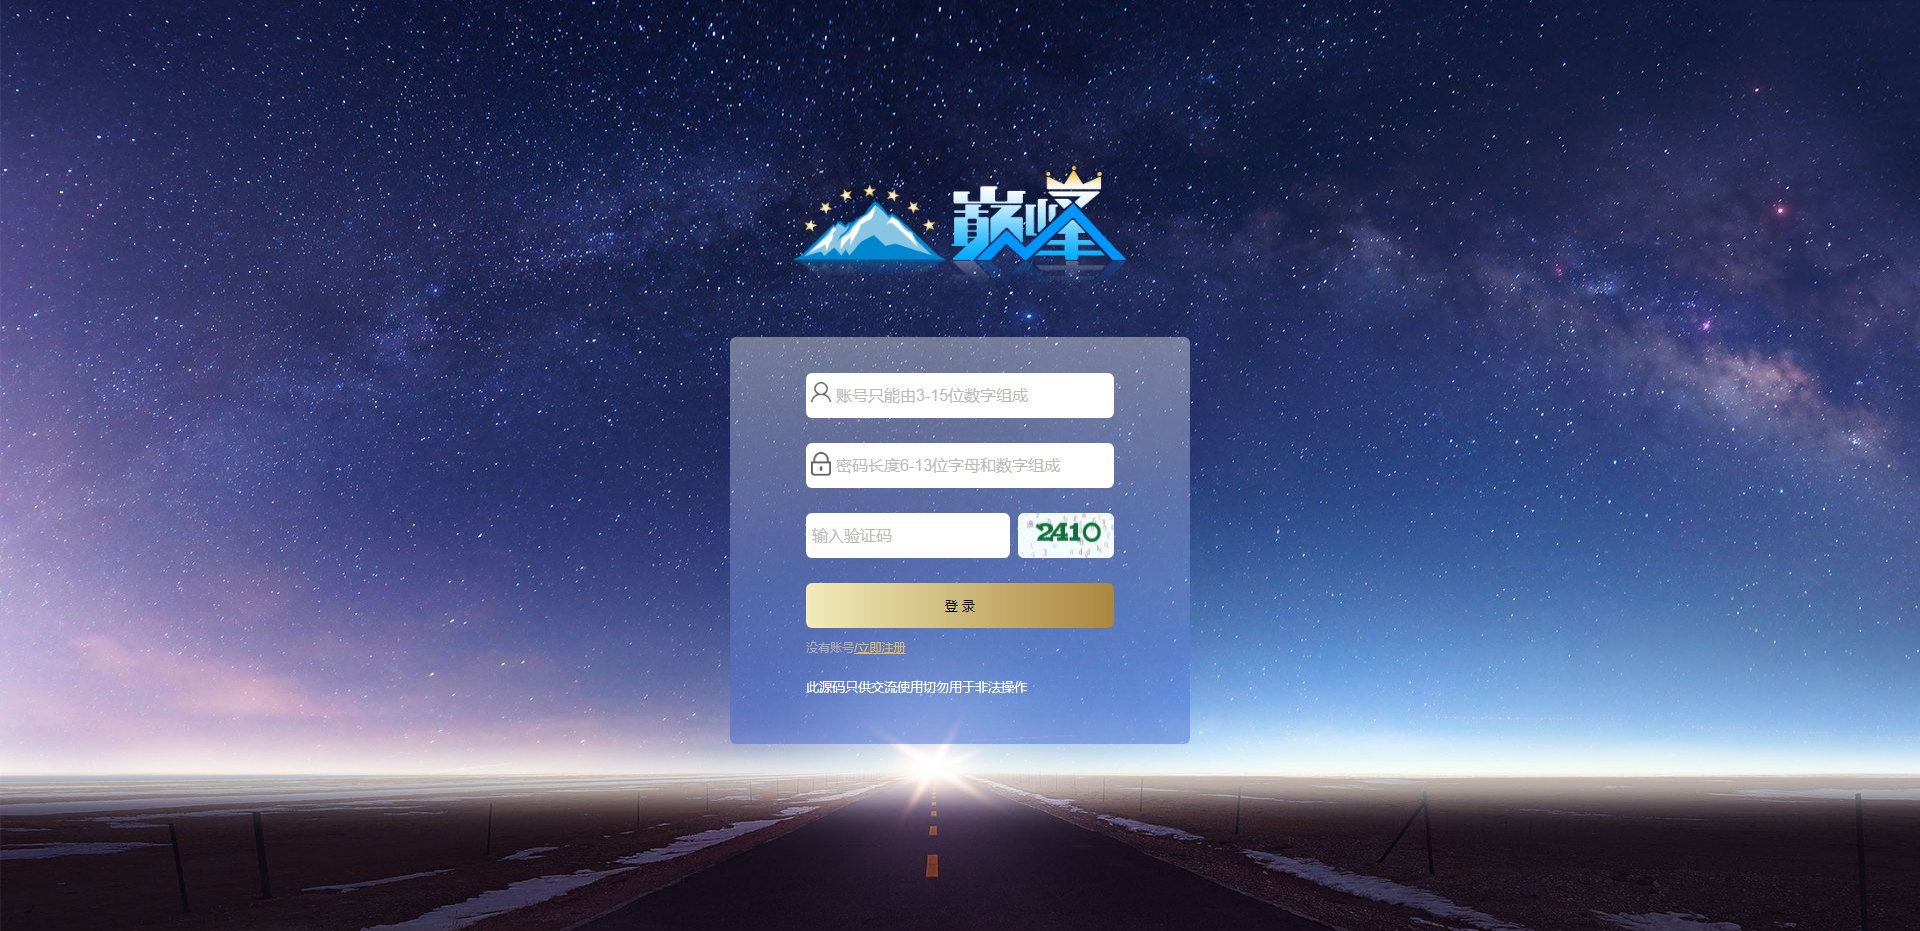 巅峰
账号只能由3-15位数字组成
密码长度6-13位字母和数字组成
输入验证码
2410
登 录
没有账号/立即注册
此源码只供交流使用切勿用于非法操作